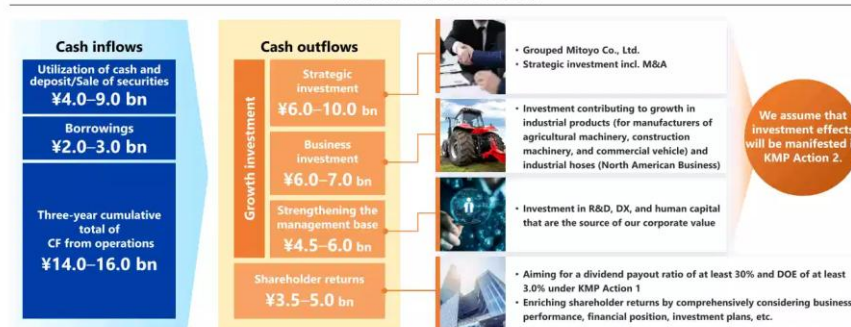 Cash inflows
Utilization of cash and
deposit/Sale of securities
¥4.0–9.0 bn
Borrowings
¥2.0–3.0 bn
Three-year cumulative
total of
CF from operations
¥14.0–16.0 bn
Cash outflows
Growth investment
Strategic
investment
¥6.0–10.0 bn
Business
investment
¥6.0–7.0 bn
Strengthening the
management base
¥4.5–6.0 bn
Shareholder returns
¥3.5–5.0 bn
• Grouped Mitoyo Co., Ltd.
• Strategic investment incl. M&A
• Investment contributing to growth in
industrial products (for manufacturers of
agricultural machinery, construction
machinery, and commercial vehicle) and
industrial hoses (North American Business)
• Investment in R&D, DX, and human capital
that are the source of our corporate value
• Aiming for a dividend payout ratio of at least 30% and DOE of at least
3.0% under KMP Action 1
• Enriching shareholder returns by comprehensively considering business
performance, financial position, investment plans, etc.
We assume that
investment effects
will be manifested
KMP Action 2.